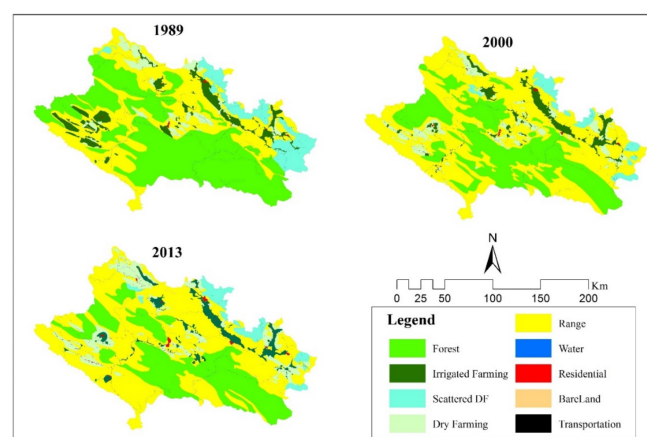 1989
2000
2013
N
Km
0 25 50 100 150 200
Legend
Forest
Irrigated Farming
Scattered DF
Dry Farming
Range
Water
Residential
BareLand
Transportation